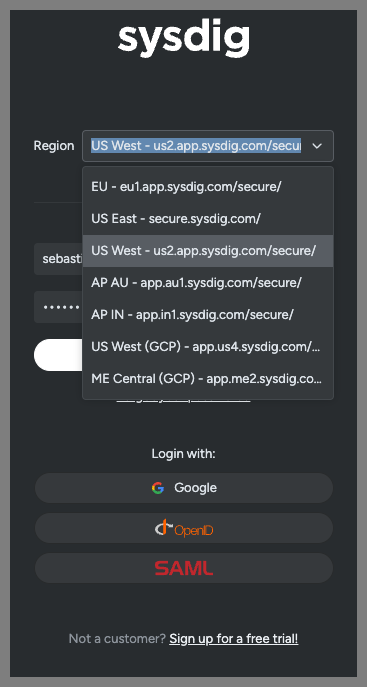 sysdig
Region
US West - us2.app.sysdig.com/secu
EU - eu1.app.sysdig.com/secure/
US East - secure.sysdig.com/
US West - us2.app.sysdig.com/secure/
AP AU - app.au1.sysdig.com/secure/
AP IN - app.in1.sysdig.com/secure/
US West (GCP) - app.us4.sysdig.com/...
ME Central (GCP) - app.me2.sysdig.co...
sebast
Login with:
Google
OpenID
SAML
Not a customer? Sign up for a free trial!